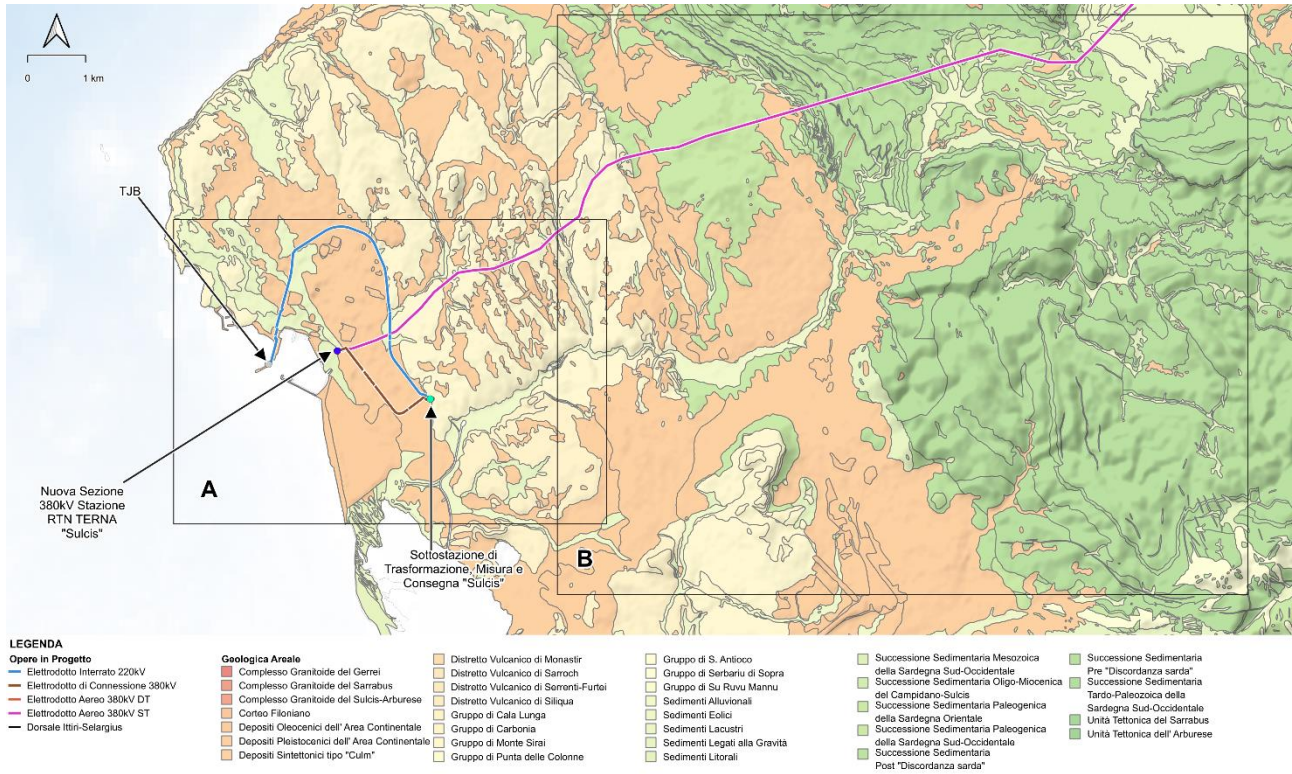 0
1 km
TJB
A
Nuova Sezione
380kV Stazione
RTN TERNA
"Sulcis"
Sottostazione di
Trasformazione, Misura e
Consegna "Sulcis"
B
LEGENDA
Opere in Progetto
Elettrodotto Interrato 220kV
Elettrodotto di Connessione 380kV
Elettrodotto Aereo 380kV DT
Elettrodotto Aereo 380kV ST
Dorsale Ittiri-Selargius
Geologica Areale
Complesso Granitoide del Gerrei
Complesso Granitoide del Sarrabus
Complesso Granitoide del Sulcis-Arburese
Corteo Filoniano
Depositi Oleocenici dell' Area Continentale
Depositi Pleistocenici dell' Area Continentale
Depositi Sintettonici tipo "Culm"
Distretto Vulcanico di Monastir
Distretto Vulcanico di Sarroch
Distretto Vulcanico di Serrenti-Furtei
Distretto Vulcanico di Siliqua
Gruppo di Cala Lunga
Gruppo di Carbonia
Gruppo di Monte Sirai
Gruppo di Punta delle Colonne
Gruppo di S. Antioco
Gruppo di Serbariu di Sopra
Gruppo di Su Ruvu Mannu
Sedimenti Alluvionali
Sedimenti Eolici
Sedimenti Lacustri
Sedimenti Legati alla Gravità
Sedimenti Litorali
Successione Sedimentaria Mesozoica
della Sardegna Sud-Occidentale
Successione Sedimentaria Oligo-Miocenica
del Campidano-Sulcis
Successione Sedimentaria Paleogenica
della Sardegna Orientale
Successione Sedimentaria Paleogenica
della Sardegna Sud-Occidentale
Successione Sedimentaria
Post "Discordanza sarda"
Successione Sedimentaria
Pre "Discordanza sarda"
Successione Sedimentaria
Tardo-Paleozoica della
Sardegna Sud-Occidentale
Unità Tettonica del Sarrabus
Unità Tettonica dell' Arburese